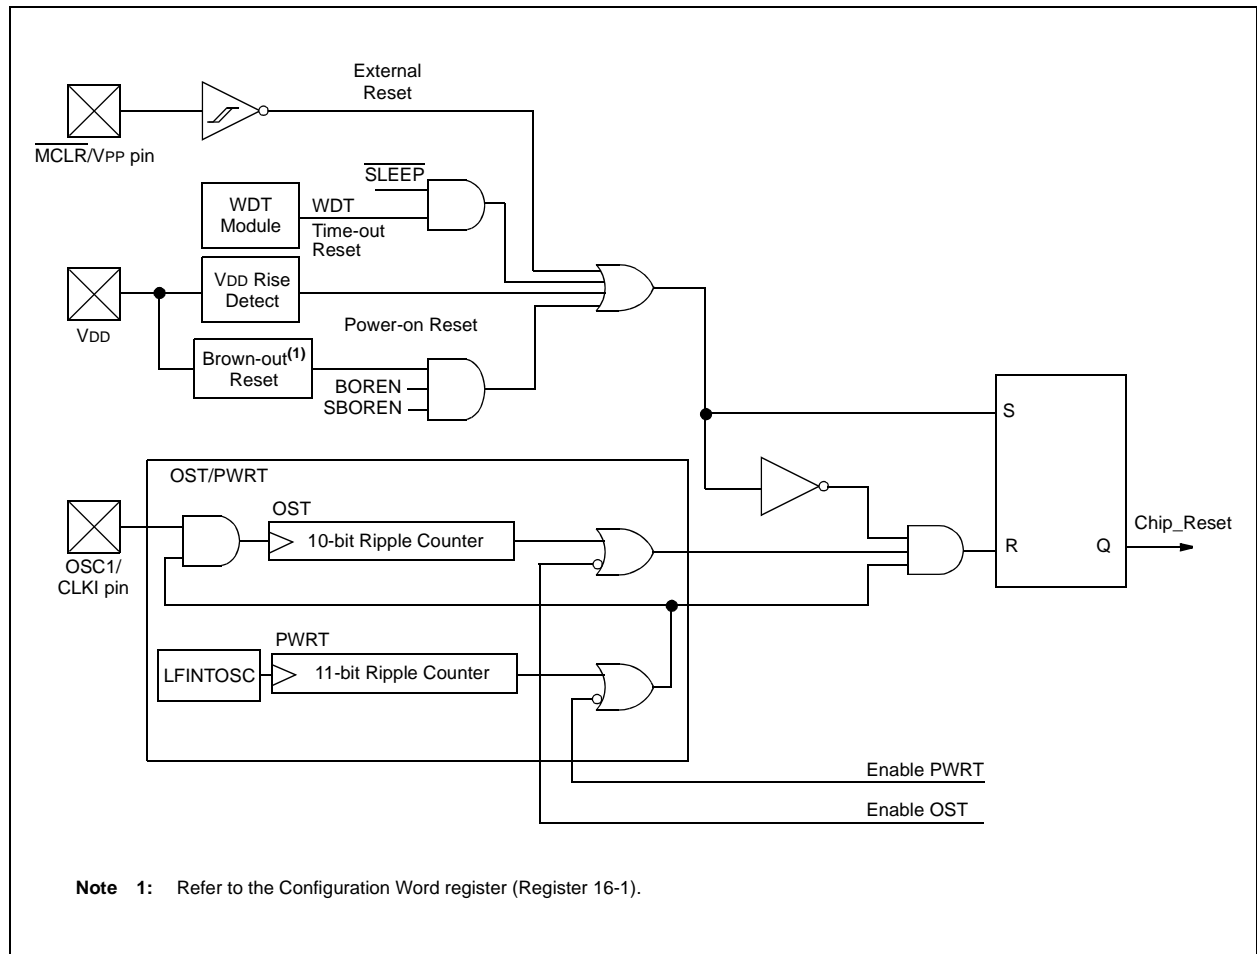 External
Reset
MCLR/VPP pin
SLEEP
WDT
Module
WDT
Time-out
Reset
VDD Rise
Detect
VDD
Power-on Reset
Brown-out(1)
Reset
BOREN
SBOREN
S
OST/PWRT
OST
10-bit Ripple Counter
OSC1/
CLKI pin
Chip_Reset
R
Q
PWRT
LFINTOSC
11-bit Ripple Counter
Enable PWRT
Enable OST
Note 1: Refer to the Configuration Word register (Register 16-1).